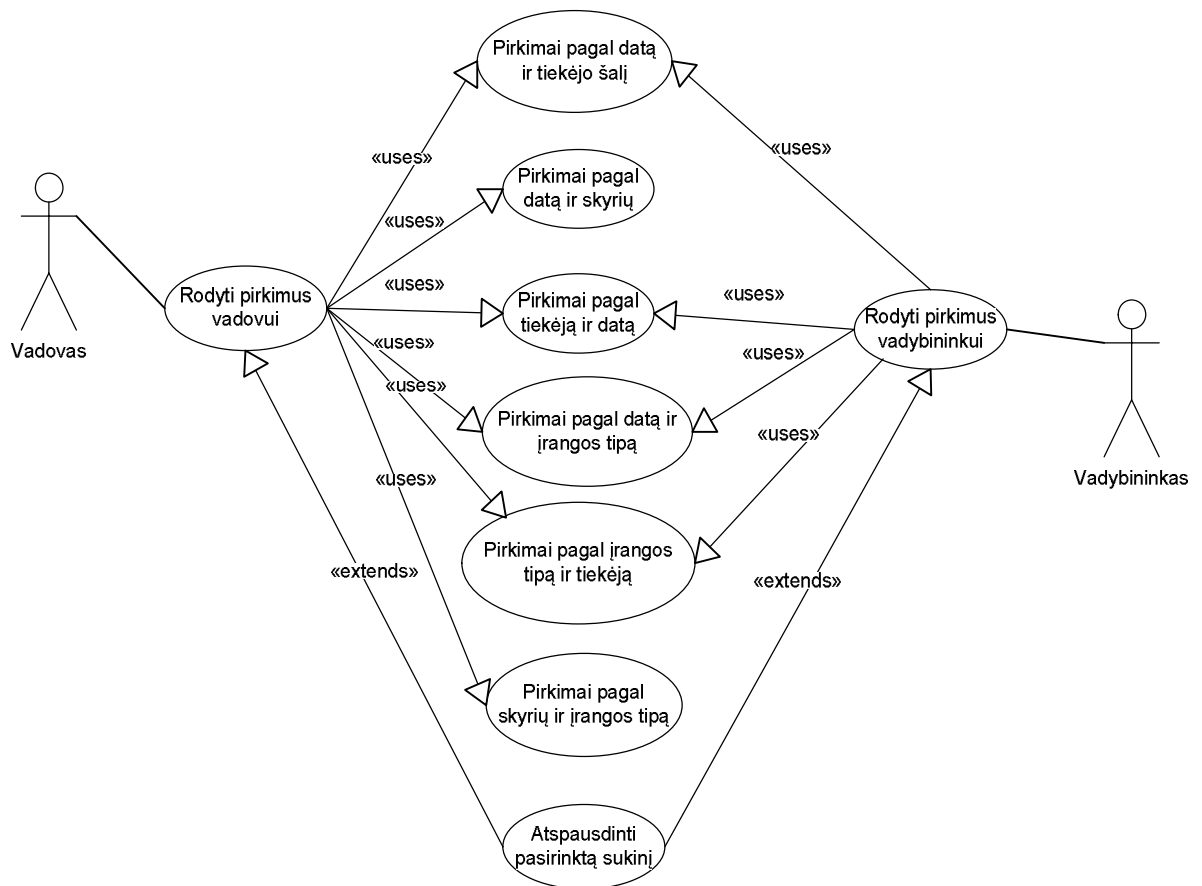 Pirkimai pagal datą
ir tiekėjo šalį
«uses»
«uses»
Pirkimai pagal
datą ir skyrių
«uses»
Vadovas
Rodyti pirkimus
vadovui
«uses»
Pirkimai pagal
tiekėją ir datą
«uses»
Rodyti pirkimus
vadybininkui
«uses»
«uses»
«uses»
Pirkimai pagal datą ir
įrangos tipą
«uses»
«uses»
Vadybininkas
Pirkimai pagal įrangos
tipą ir tiekėją
«extends»
«extends»
Pirkimai pagal
skyrių ir įrangos tipą
Atspausdinti
pasirinktą sukinį